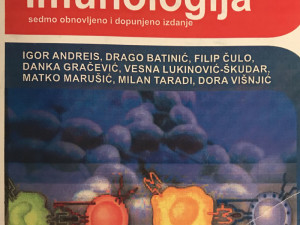 Imunologija
sedmo obnovljeno i dopunjeno izdanje
IGOR ANDREIS, DRAGO BATINIĆ, FILIP ČULO,
DANKA GRČEVIĆ, VESNA LUKINOVIĆ-ŠKUDAR,
MATKO MARUŠIĆ, MILAN TARADI, DORA VIŠNJIĆ